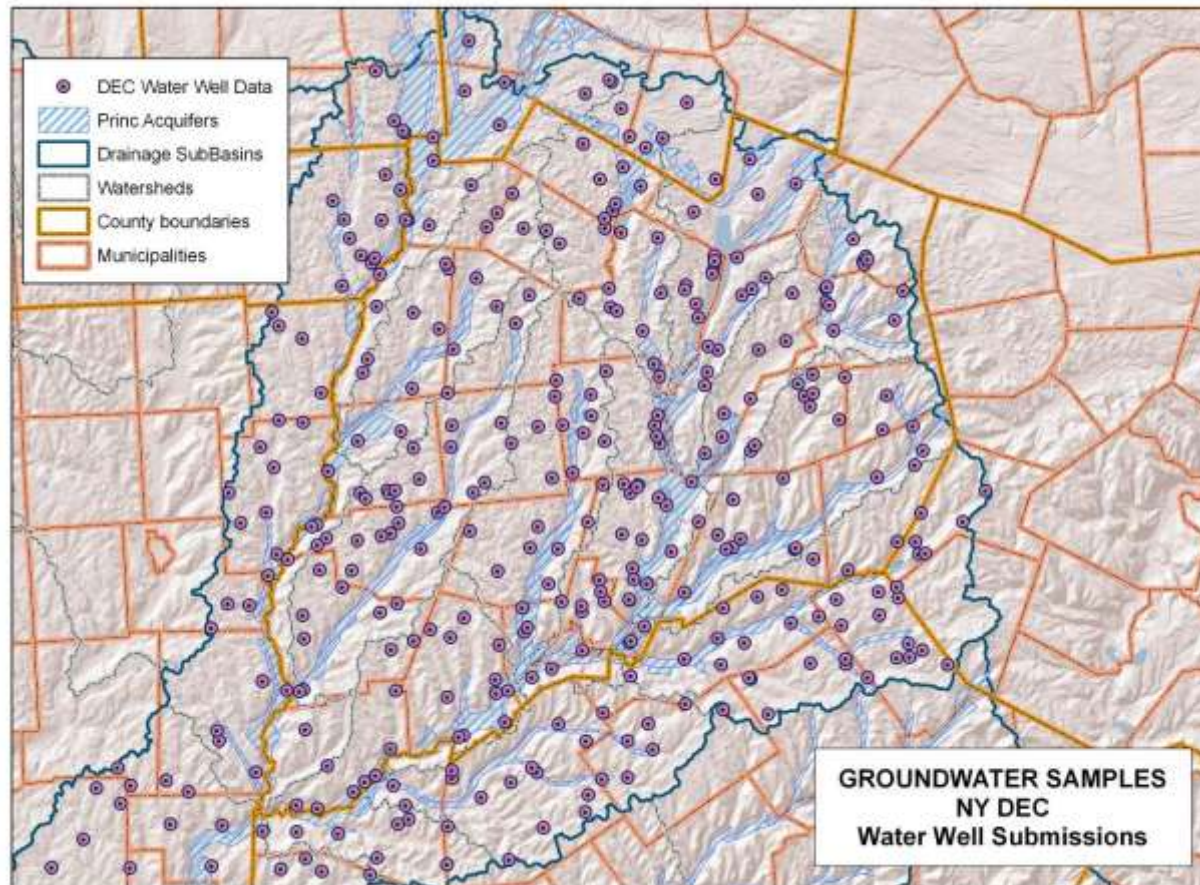 DEC Water Well Data
Princ Acquifers
Drainage SubBasins
Watersheds
County boundaries
Municipalities
GROUNDWATER SAMPLES
NY DEC
Water Well Submissions